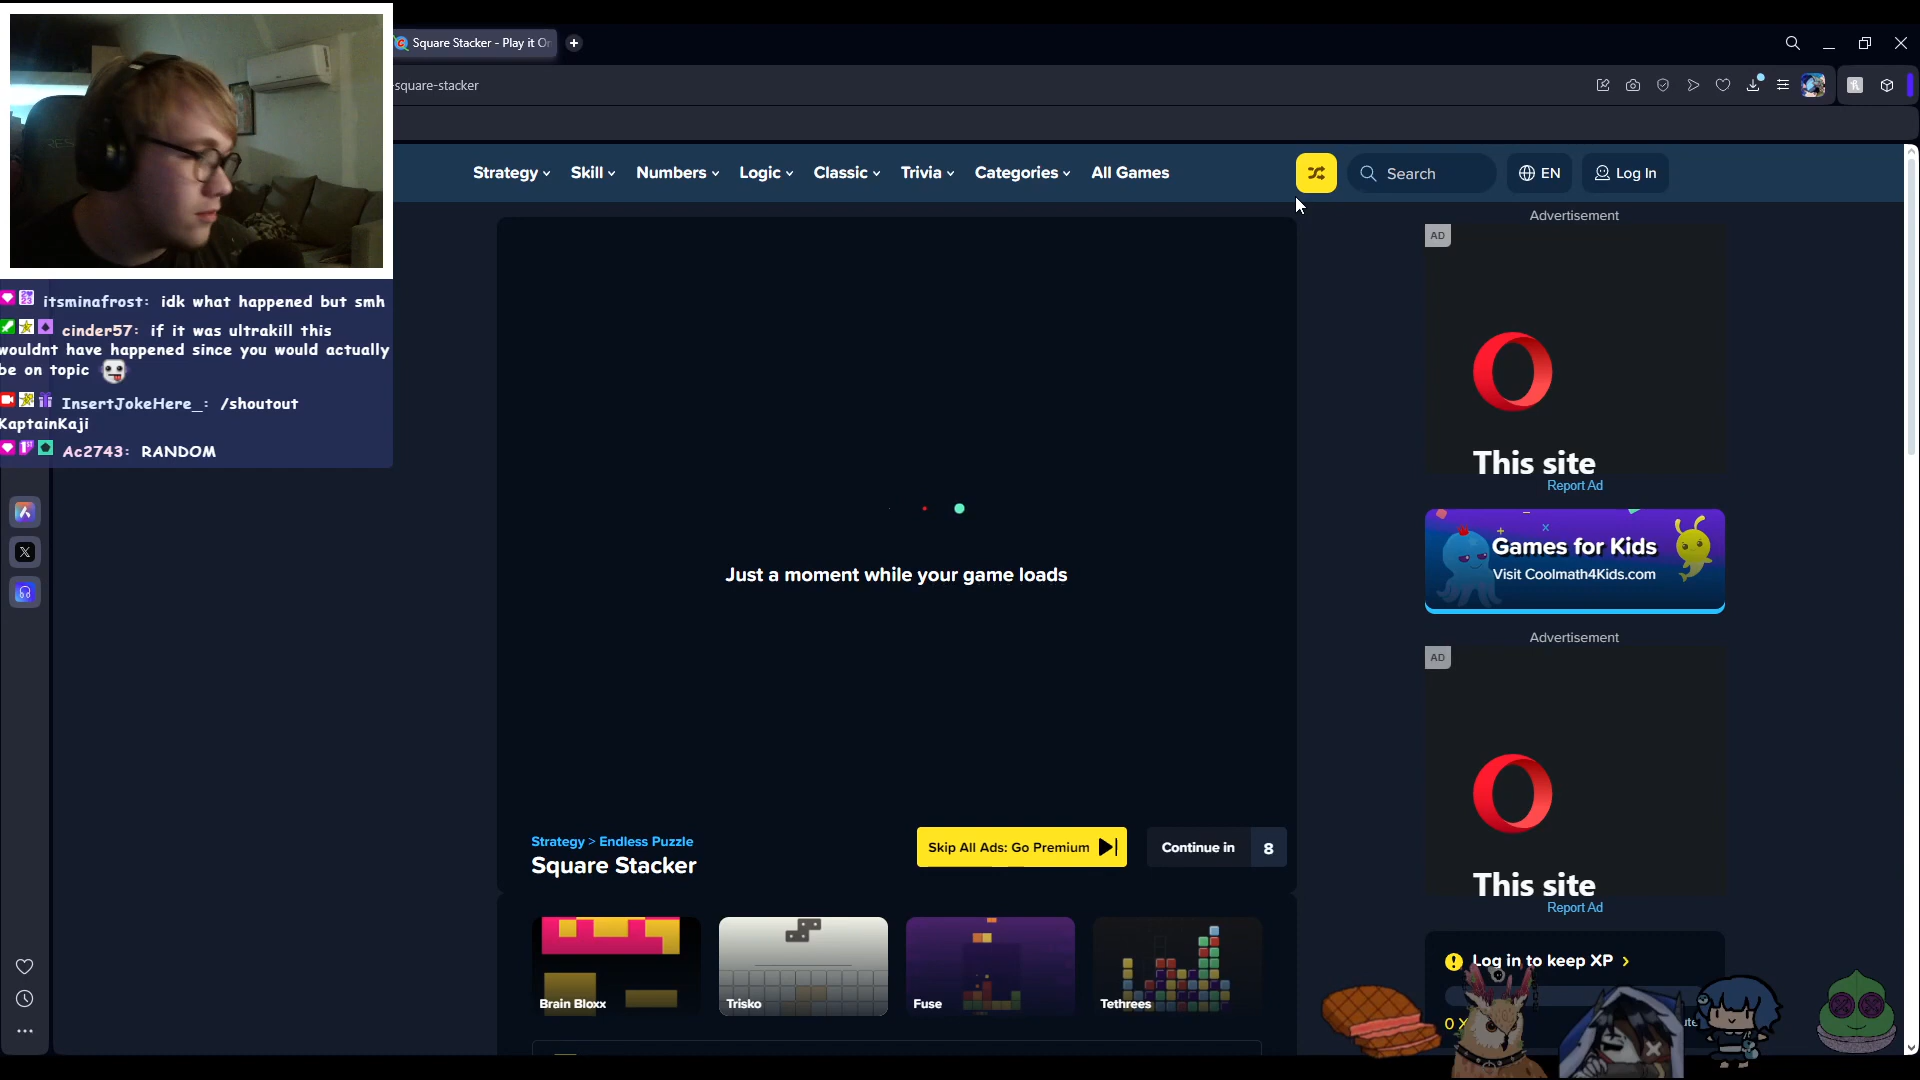 Square Stacker - Play it Or
-square-stacker
Strategy Skill Numbers Logic Classic Trivia Categories All Games Search EN Log In
itsminafrost: idk what happened but smh
cinder57: if it was ultrakill this
wouldnt have happened since you would actually
be on topic
InsertJokeHere_: /shoutout
KaptainKaji
Ac2743: RANDOM
Just a moment while your game loads
Strategy > Endless Puzzle
Square Stacker
Skip All Ads: Go Premium
Continue in 8
Brain Bloxx
Trisko
Fuse
Tethrees
Advertisement
AD
This site
Report Ad
Games for Kids
Visit Coolmath4Kids.com
Advertisement
AD
This site
Report Ad
Log in to keep XP >
0 X